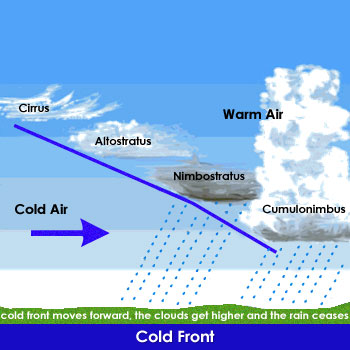 Cirrus
Warm Air
Altostratus
Nimbostratus
Cold Air
Cumulonimbus
cold front moves forward, the clouds get higher and the rain ceases
Cold Front